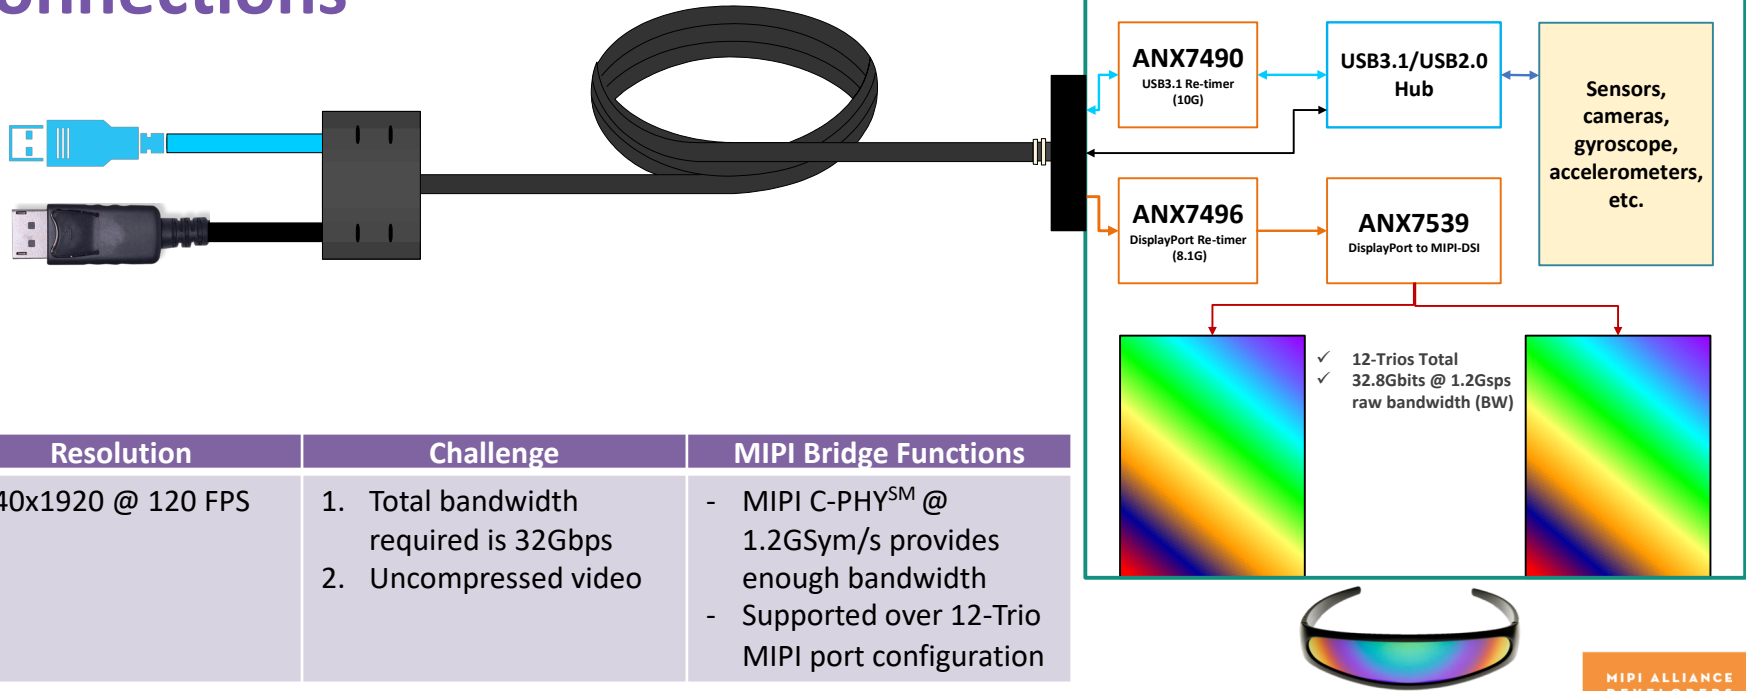 ANX7490
USB3.1 Re-timer
(10G)
USB3.1/USB2.0
Hub
Sensors,
cameras,
gyroscope,
accelerometers,
etc.
ANX7496
DisplayPort Re-timer
(8.1G)
ANX7539
DisplayPort to MIPI-DSI
✓ 12-Trios Total
✓ 32.8Gbits @ 1.2Gsps
raw bandwidth (BW)
Resolution
Challenge
MIPI Bridge Functions
40x1920 @ 120 FPS
1. Total bandwidth
required is 32Gbps
2. Uncompressed video
- MIPI C-PHYSM @
1.2GSym/s provides
enough bandwidth
- Supported over 12-Trio
MIPI port configuration
MIPI ALLIANCE